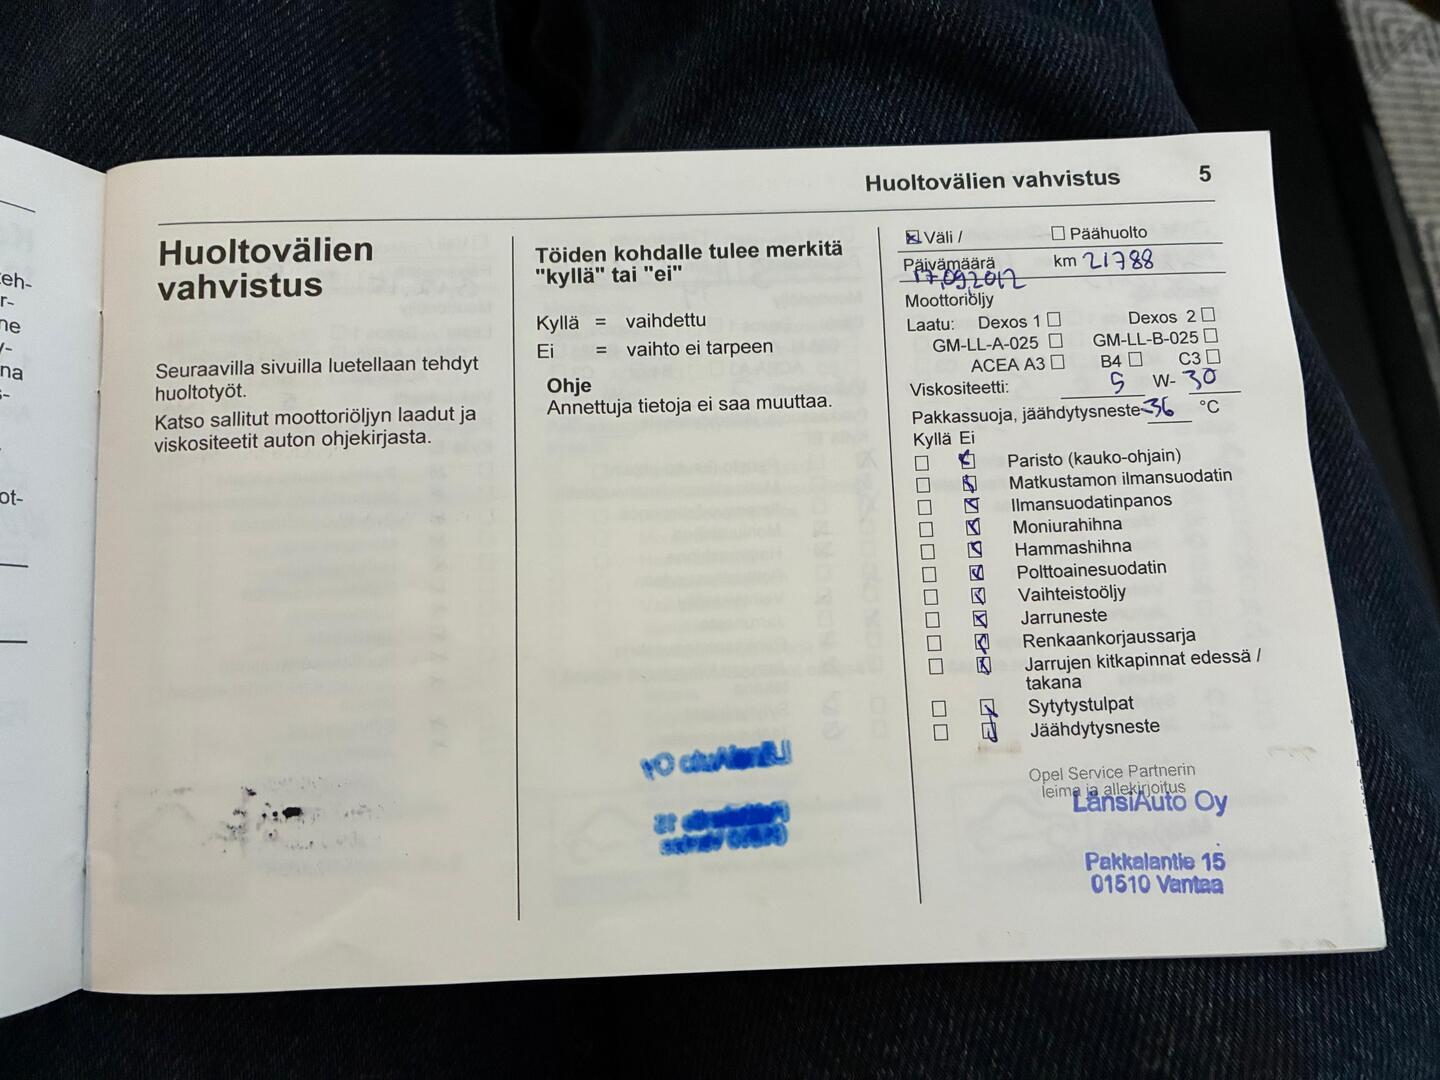 Huoltovälien vahvistus 5
Huoltovälien
vahvistus
Seuraavilla sivuilla luetellaan tehdyt
huoltotyöt.
Katso sallitut moottoriöljyn laadut ja
viskositeetit auton ohjekirjasta.
Töiden kohdalle tulee merkitä
"kyllä" tai "ei"
Kyllä = vaihdettu
Ei = vaihto ei tarpeen
Ohje
Annettuja tietoja ei saa muuttaa.
Väli / Päähuolto
Päivämäärä km 21788
17.09.2012
Moottoriöljy
Laatu: Dexos 1 Dexos 2
GM-LL-A-025 GM-LL-B-025
ACEA A3 B4 C3
Viskositeetti: 5 W- 30
Pakkassuoja, jäähdytysneste -36 °C
Kyllä Ei
Paristo (kauko-ohjain)
Matkustamon ilmansuodatin
Ilmansuodatinpanos
Moniurahihna
Hammashihna
Polttoainesuodatin
Vaihteistoöljy
Jarruneste
Renkaankorjaussarja
Jarrujen kitkapinnat edessä /
takana
Sytytystulpat
Jäähdytysneste
Opel Service Partnerin
leima ja allekirjoitus
LänsiAuto Oy
Pakkalantie 15
01510 Vantaa
eh-
r-
ne
y-
na
s-
ot-